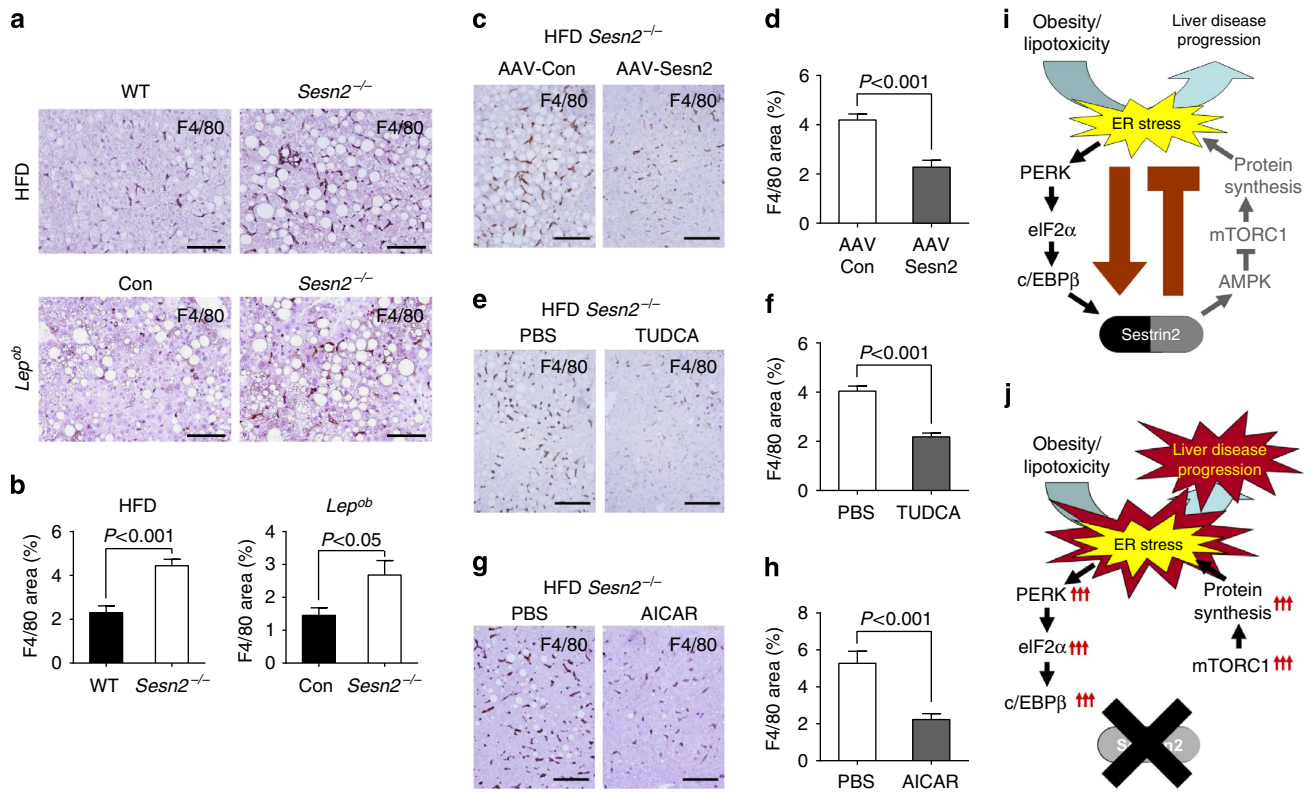 a
WT
Sesn2–/–
HFD
F4/80
F4/80
Con
Sesn2–/–
Lepob
F4/80
F4/80
b
HFD
F4/80 area (%)
6
4
2
0
P<0.001
WT
Sesn2–/–
Lepob
F4/80 area (%)
4
3
2
1
0
P<0.05
Con
Sesn2–/–
c
HFD Sesn2–/–
AAV-Con
AAV-Sesn2
F4/80
F4/80
d
F4/80 area (%)
6
4
2
0
P<0.001
AAV
Con
AAV
Sesn2
e
HFD Sesn2–/–
PBS
TUDCA
F4/80
F4/80
f
F4/80 area (%)
6
4
2
0
P<0.001
PBS
TUDCA
g
HFD Sesn2–/–
PBS
AICAR
F4/80
F4/80
h
F4/80 area (%)
8
6
4
2
0
P<0.001
PBS
AICAR
i
Obesity/
lipotoxicity
Liver disease
progression
ER stress
PERK
eIF2α
c/EBPβ
Sestrin2
AMPK
mTORC1
Protein
synthesis
j
Obesity/
lipotoxicity
Liver disease
progression
ER stress
PERK
eIF2α
c/EBPβ
Protein
synthesis
mTORC1